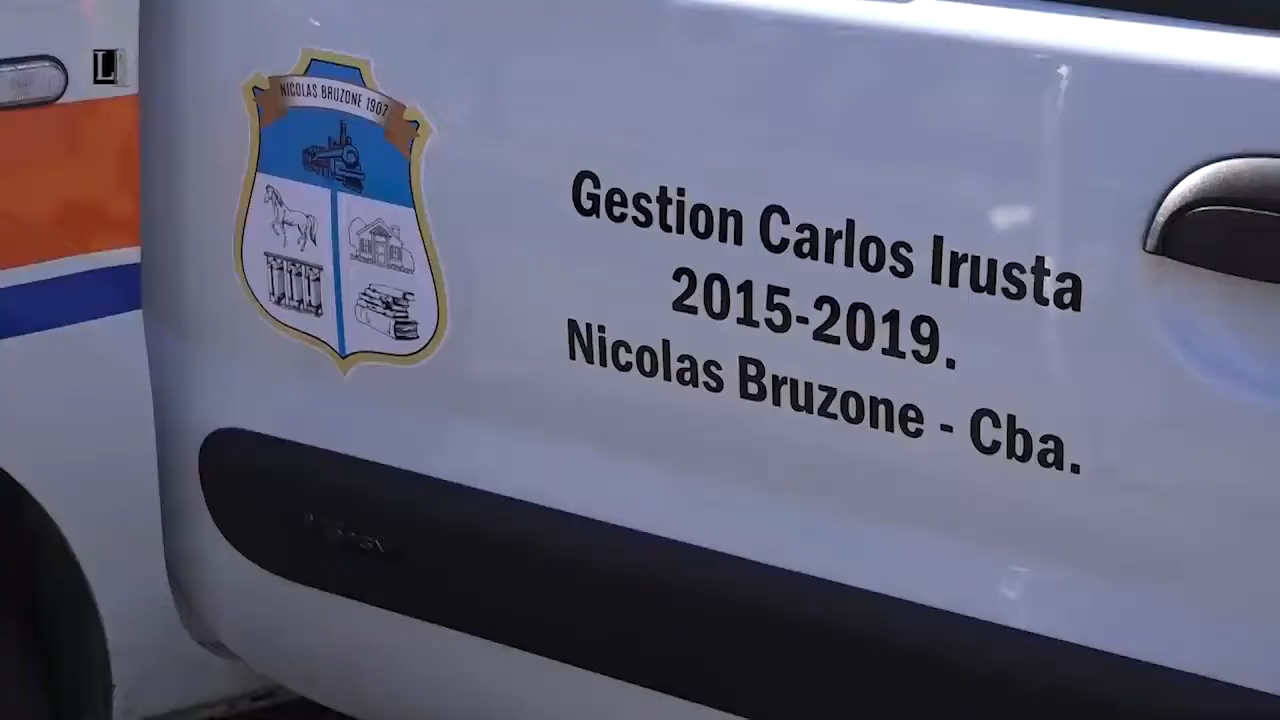 L
NICOLAS BRUZONE 1907
Gestion Carlos Irusta
2015-2019.
Nicolas Bruzone - Cba.